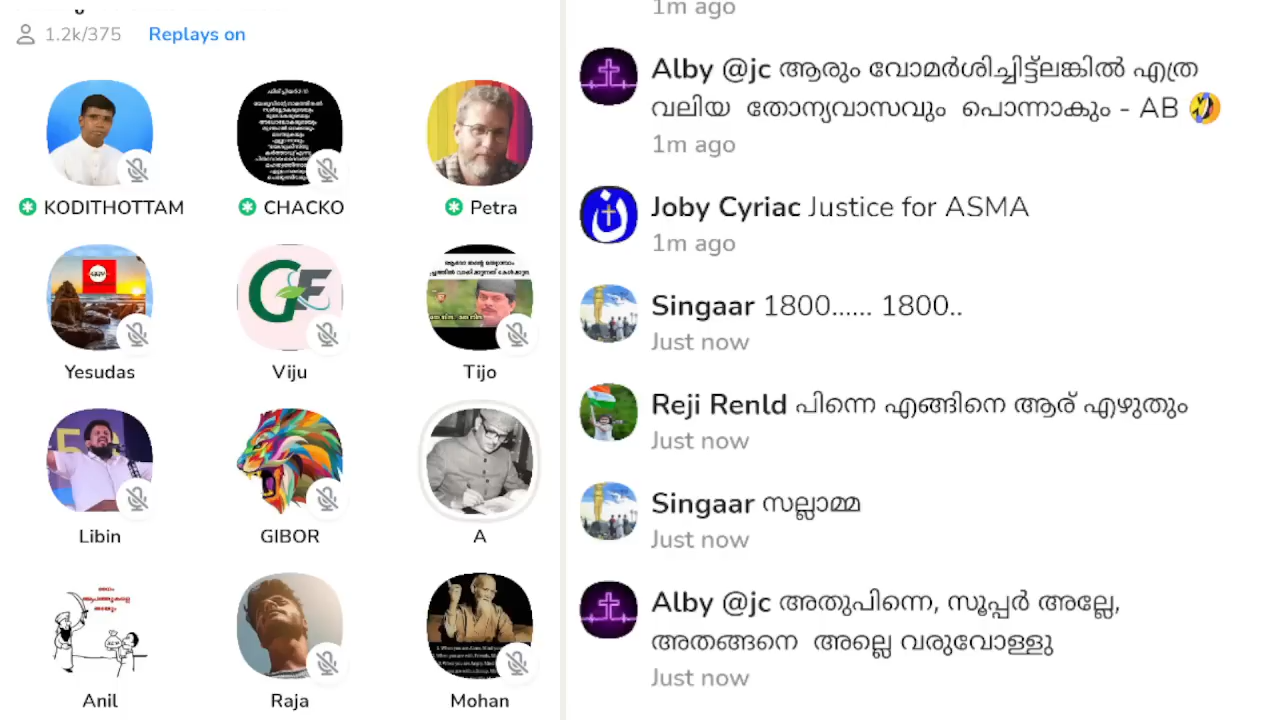 1.2k/375 Replays on
KODITHOTTAM CHACKO Petra
Yesudas Viju Tijo
Libin GIBOR A
Anil Raja Mohan
1m ago
Alby @jc ആരും വോമർശിച്ചിട്ട്ലങ്കിൽ എത്ര
വലിയ തോന്യവാസവും പൊന്നാകും - AB 🤣
1m ago
Joby Cyriac Justice for ASMA
1m ago
Singaar 1800...... 1800..
Just now
Reji Renld പിന്നെ എങ്ങിനെ ആര് എഴുതും
Just now
Singaar സല്ലാമ്മ
Just now
Alby @jc അതുപിന്നെ, സൂപ്പർ അല്ലേ,
അതങ്ങനെ അല്ലെ വരുവോള്ളു
Just now